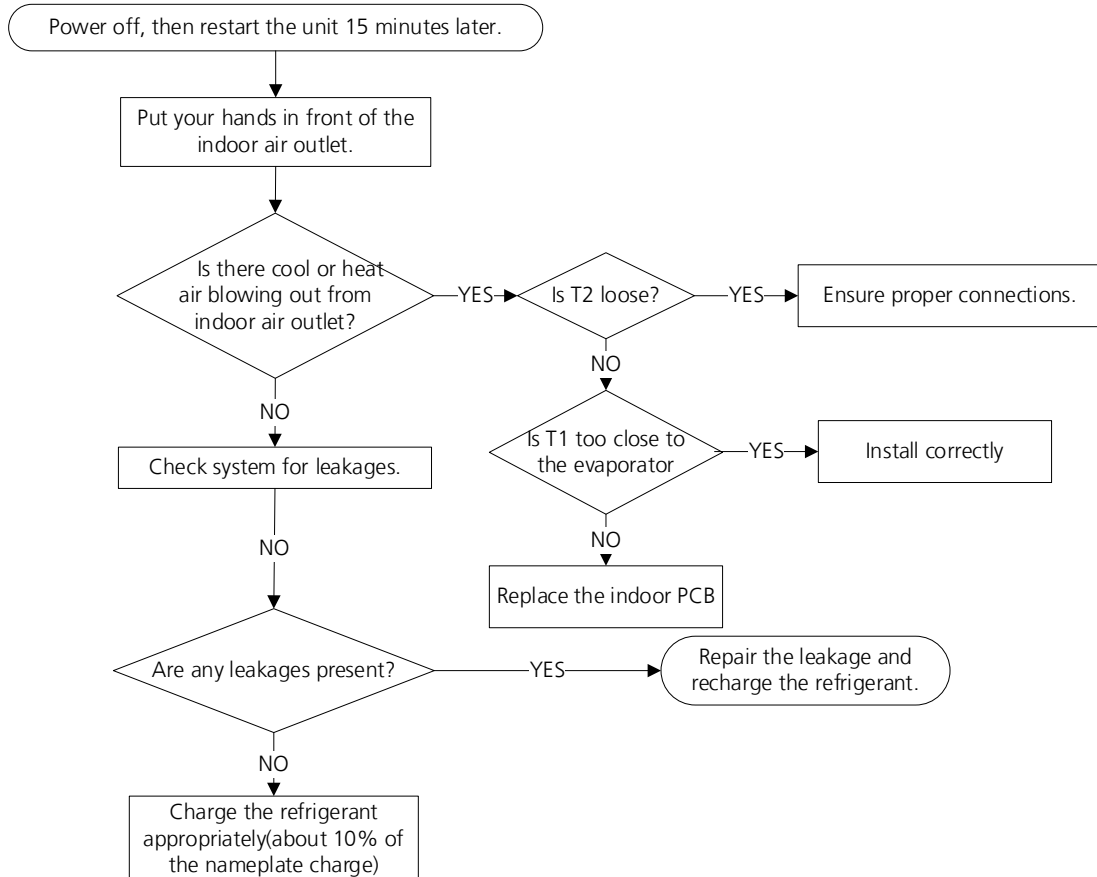 Power off, then restart the unit 15 minutes later.
Put your hands in front of the
indoor air outlet.
Is there cool or heat
air blowing out from
indoor air outlet?
YES
Is T2 loose?
YES
Ensure proper connections.
NO
NO
Is T1 too close to
the evaporator
YES
Install correctly
Check system for leakages.
NO
NO
Replace the indoor PCB
Are any leakages present?
YES
Repair the leakage and
recharge the refrigerant.
NO
Charge the refrigerant
appropriately(about 10% of
the nameplate charge)